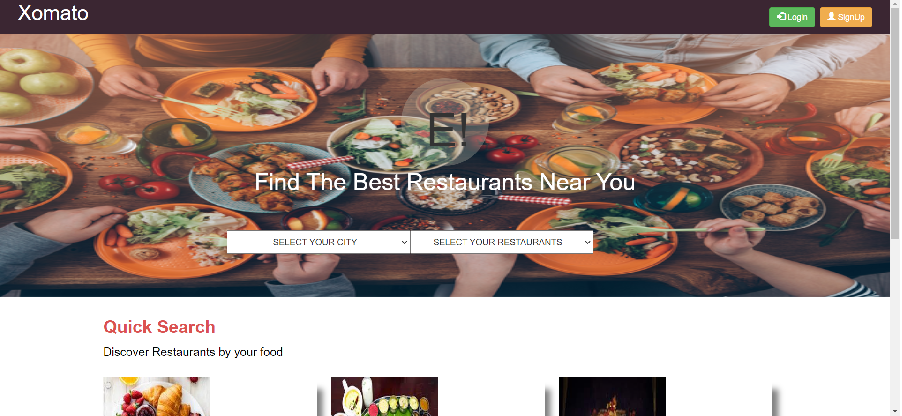 Xomato
Login
SignUp
E!
Find The Best Restaurants Near You
SELECT YOUR CITY
SELECT YOUR RESTAURANTS
Quick Search
Discover Restaurants by your food